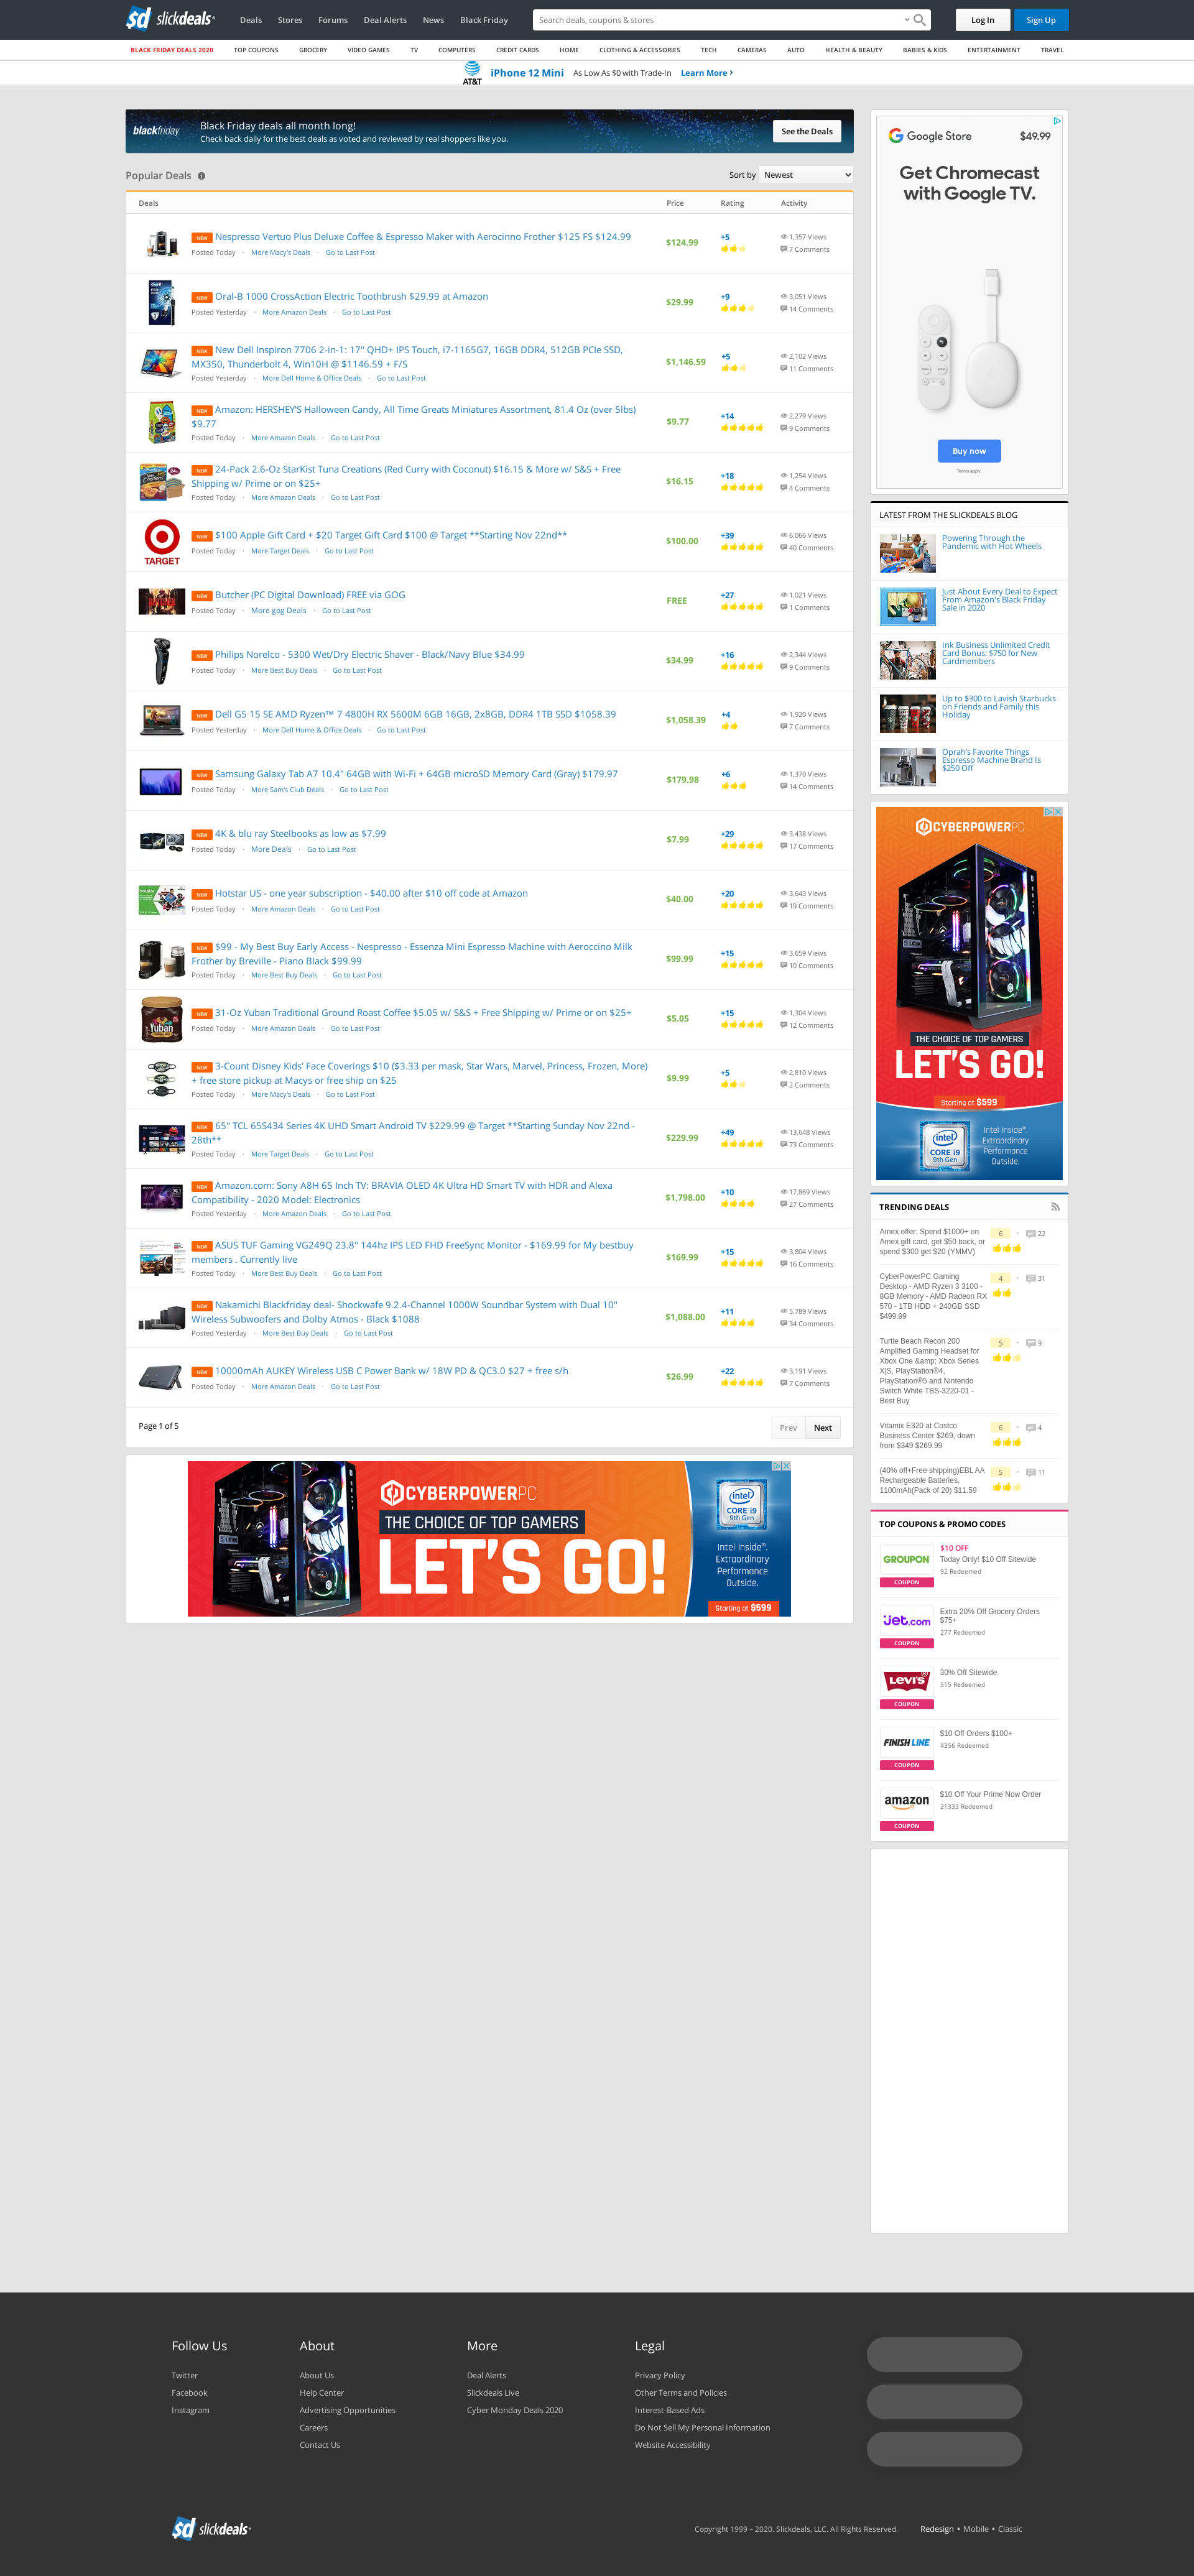 slickdeals
Deals Stores Forums Deal Alerts News Black Friday
Search deals, coupons & stores
Log In Sign Up
BLACK FRIDAY DEALS 2020 TOP COUPONS GROCERY VIDEO GAMES TV COMPUTERS CREDIT CARDS HOME CLOTHING & ACCESSORIES TECH CAMERAS AUTO HEALTH & BEAUTY BABIES & KIDS ENTERTAINMENT TRAVEL
AT&T iPhone 12 Mini As Low As $0 with Trade-In Learn More
blackfriday
Black Friday deals all month long!
Check back daily for the best deals as voted and reviewed by real shoppers like you.
See the Deals
Popular Deals
Sort by Newest
Deals Price Rating Activity
NEW Nespresso Vertuo Plus Deluxe Coffee & Espresso Maker with Aerocinno Frother $125 FS $124.99
Posted Today · More Macy's Deals · Go to Last Post
$124.99 +5 1,357 Views
7 Comments
NEW Oral-B 1000 CrossAction Electric Toothbrush $29.99 at Amazon
Posted Yesterday · More Amazon Deals · Go to Last Post
$29.99 +9 3,051 Views
14 Comments
NEW New Dell Inspiron 7706 2-in-1: 17'' QHD+ IPS Touch, i7-1165G7, 16GB DDR4, 512GB PCIe SSD,
MX350, Thunderbolt 4, Win10H @ $1146.59 + F/S
Posted Yesterday · More Dell Home & Office Deals · Go to Last Post
$1,146.59 +5 2,102 Views
11 Comments
NEW Amazon: HERSHEY'S Halloween Candy, All Time Greats Miniatures Assortment, 81.4 Oz (over 5lbs)
$9.77
Posted Today · More Amazon Deals · Go to Last Post
$9.77 +14 2,279 Views
9 Comments
NEW 24-Pack 2.6-Oz StarKist Tuna Creations (Red Curry with Coconut) $16.15 & More w/ S&S + Free
Shipping w/ Prime or on $25+
Posted Today · More Amazon Deals · Go to Last Post
$16.15 +18 1,254 Views
4 Comments
TARGET
NEW $100 Apple Gift Card + $20 Target Gift Card $100 @ Target **Starting Nov 22nd**
Posted Today · More Target Deals · Go to Last Post
$100.00 +39 6,066 Views
40 Comments
NEW Butcher (PC Digital Download) FREE via GOG
Posted Today · More gog Deals · Go to Last Post
FREE +27 1,021 Views
1 Comments
NEW Philips Norelco - 5300 Wet/Dry Electric Shaver - Black/Navy Blue $34.99
Posted Today · More Best Buy Deals · Go to Last Post
$34.99 +16 2,344 Views
9 Comments
NEW Dell G5 15 SE AMD Ryzen™ 7 4800H RX 5600M 6GB 16GB, 2x8GB, DDR4 1TB SSD $1058.39
Posted Yesterday · More Dell Home & Office Deals · Go to Last Post
$1,058.39 +4 1,920 Views
7 Comments
NEW Samsung Galaxy Tab A7 10.4" 64GB with Wi-Fi + 64GB microSD Memory Card (Gray) $179.97
Posted Today · More Sam's Club Deals · Go to Last Post
$179.98 +6 1,370 Views
14 Comments
NEW 4K & blu ray Steelbooks as low as $7.99
Posted Today · More Deals · Go to Last Post
$7.99 +29 3,438 Views
17 Comments
NEW Hotstar US - one year subscription - $40.00 after $10 off code at Amazon
Posted Today · More Amazon Deals · Go to Last Post
$40.00 +20 3,643 Views
19 Comments
NEW $99 - My Best Buy Early Access - Nespresso - Essenza Mini Espresso Machine with Aeroccino Milk
Frother by Breville - Piano Black $99.99
Posted Today · More Best Buy Deals · Go to Last Post
$99.99 +15 3,659 Views
10 Comments
Yuban
NEW 31-Oz Yuban Traditional Ground Roast Coffee $5.05 w/ S&S + Free Shipping w/ Prime or on $25+
Posted Today · More Amazon Deals · Go to Last Post
$5.05 +15 1,304 Views
12 Comments
NEW 3-Count Disney Kids' Face Coverings $10 ($3.33 per mask, Star Wars, Marvel, Princess, Frozen, More)
+ free store pickup at Macys or free ship on $25
Posted Today · More Macy's Deals · Go to Last Post
$9.99 +5 2,810 Views
2 Comments
NEW 65" TCL 65S434 Series 4K UHD Smart Android TV $229.99 @ Target **Starting Sunday Nov 22nd -
28th**
Posted Today · More Target Deals · Go to Last Post
$229.99 +49 13,648 Views
73 Comments
NEW Amazon.com: Sony A8H 65 Inch TV: BRAVIA OLED 4K Ultra HD Smart TV with HDR and Alexa
Compatibility - 2020 Model: Electronics
Posted Yesterday · More Amazon Deals · Go to Last Post
$1,798.00 +10 17,869 Views
27 Comments
NEW ASUS TUF Gaming VG249Q 23.8" 144hz IPS LED FHD FreeSync Monitor - $169.99 for My bestbuy
members . Currently live
Posted Today · More Best Buy Deals · Go to Last Post
$169.99 +15 3,804 Views
16 Comments
NEW Nakamichi Blackfriday deal- Shockwafe 9.2.4-Channel 1000W Soundbar System with Dual 10"
Wireless Subwoofers and Dolby Atmos - Black $1088
Posted Yesterday · More Best Buy Deals · Go to Last Post
$1,088.00 +11 5,789 Views
34 Comments
NEW 10000mAh AUKEY Wireless USB C Power Bank w/ 18W PD & QC3.0 $27 + free s/h
Posted Today · More Amazon Deals · Go to Last Post
$26.99 +22 3,191 Views
7 Comments
Page 1 of 5
Prev Next
CYBERPOWERPC
THE CHOICE OF TOP GAMERS
LET'S GO!
intel
CORE i9
9th Gen
Intel Inside®.
Extraordinary
Performance
Outside.
Starting at $599
Google Store $49.99
Get Chromecast
with Google TV.
Buy now
Terms apply.
LATEST FROM THE SLICKDEALS BLOG
Powering Through the
Pandemic with Hot Wheels
Just About Every Deal to Expect
From Amazon's Black Friday
Sale in 2020
Ink Business Unlimited Credit
Card Bonus: $750 for New
Cardmembers
Up to $300 to Lavish Starbucks
on Friends and Family this
Holiday
Oprah's Favorite Things
Espresso Machine Brand Is
$250 Off
CYBERPOWERPC
THE CHOICE OF TOP GAMERS
LET'S GO!
Starting at $599
intel
CORE i9
9th Gen
Intel Inside®.
Extraordinary
Performance
Outside.
TRENDING DEALS
Amex offer: Spend $1000+ on
Amex gift card, get $50 back, or
spend $300 get $20 (YMMV)
6 · 22
CyberPowerPC Gaming
Desktop - AMD Ryzen 3 3100 -
8GB Memory - AMD Radeon RX
570 - 1TB HDD + 240GB SSD
$499.99
4 · 31
Turtle Beach Recon 200
Amplified Gaming Headset for
Xbox One &amp; Xbox Series
X|S, PlayStation®4,
PlayStation®5 and Nintendo
Switch White TBS-3220-01 -
Best Buy
5 · 9
Vitamix E320 at Costco
Business Center $269, down
from $349 $269.99
6 · 4
(40% off+Free shipping)EBL AA
Rechargeable Batteries,
1100mAh(Pack of 20) $11.59
5 · 11
TOP COUPONS & PROMO CODES
GROUPON
COUPON
$10 OFF
Today Only! $10 Off Sitewide
92 Redeemed
jet.com
COUPON
Extra 20% Off Grocery Orders
$75+
277 Redeemed
LEVI'S
COUPON
30% Off Sitewide
515 Redeemed
FINISH LINE
COUPON
$10 Off Orders $100+
4356 Redeemed
amazon
COUPON
$10 Off Your Prime Now Order
21333 Redeemed
Follow Us
Twitter
Facebook
Instagram
About
About Us
Help Center
Advertising Opportunities
Careers
Contact Us
More
Deal Alerts
Slickdeals Live
Cyber Monday Deals 2020
Legal
Privacy Policy
Other Terms and Policies
Interest-Based Ads
Do Not Sell My Personal Information
Website Accessibility
slickdeals
Copyright 1999 – 2020. Slickdeals, LLC. All Rights Reserved. Redesign • Mobile • Classic